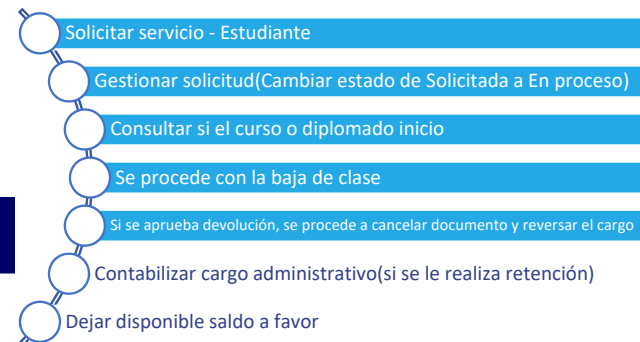 Solicitar servicio - Estudiante
Gestionar solicitud(Cambiar estado de Solicitada a En proceso)
Consultar si el curso o diplomado inicio
Se procede con la baja de clase
Si se aprueba devolución, se procede a cancelar documento y reversar el cargo
Contabilizar cargo administrativo(si se le realiza retención)
Dejar disponible saldo a favor